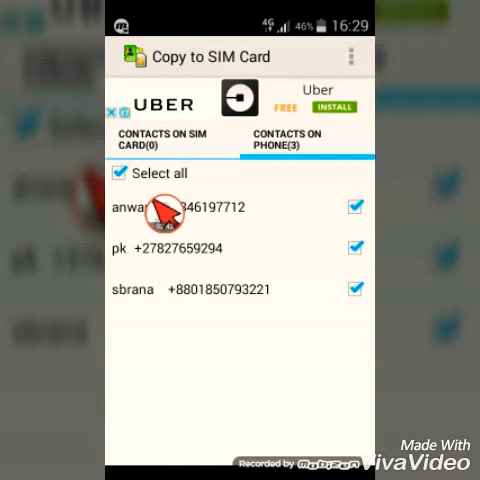 4G 46% 16:29
Copy to SIM Card
UBER
Uber
FREE INSTALL
CONTACTS ON SIM CARD(0)
CONTACTS ON PHONE(3)
Select all
346197712
pk +27827659294
sbrana +8801850793221
Recorded by
Made With
VivaVideo